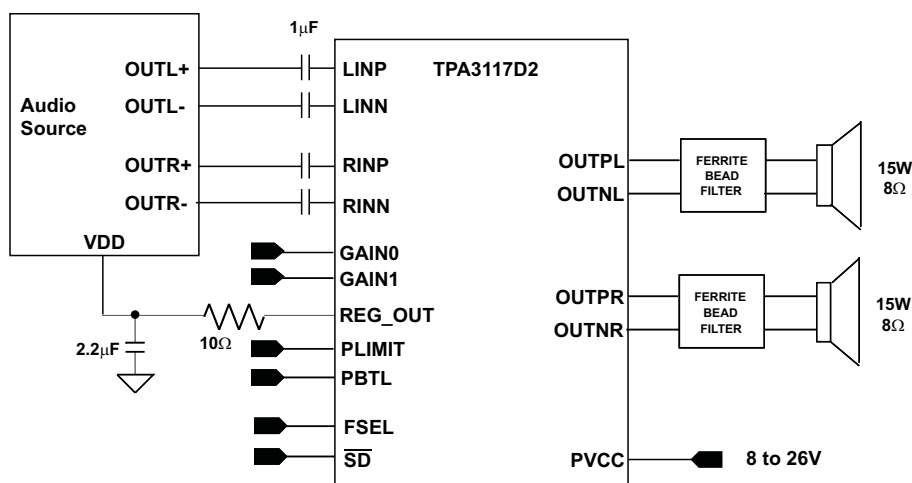 1μF
TPA3117D2
Audio
Source
OUTL+
OUTL-
OUTR+
OUTR-
VDD
LINP
LINN
RINP
RINN
GAIN0
GAIN1
REG_OUT
10Ω
2.2μF
PLIMIT
PBTL
FSEL
SD
OUTPL
OUTNL
FERRITE
BEAD
FILTER
15W
8Ω
OUTPR
OUTNR
FERRITE
BEAD
FILTER
15W
8Ω
PVCC
8 to 26V